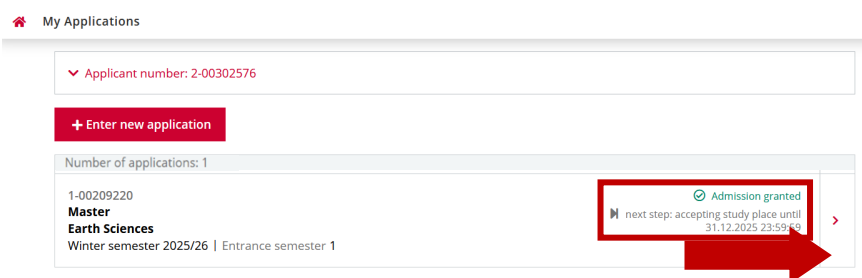 My Applications
Applicant number: 2-00302576
+ Enter new application
Number of applications: 1
1-00209220
Master
Earth Sciences
Winter semester 2025/26 | Entrance semester 1
Admission granted
next step: accepting study place until
31.12.2025 23:59:59